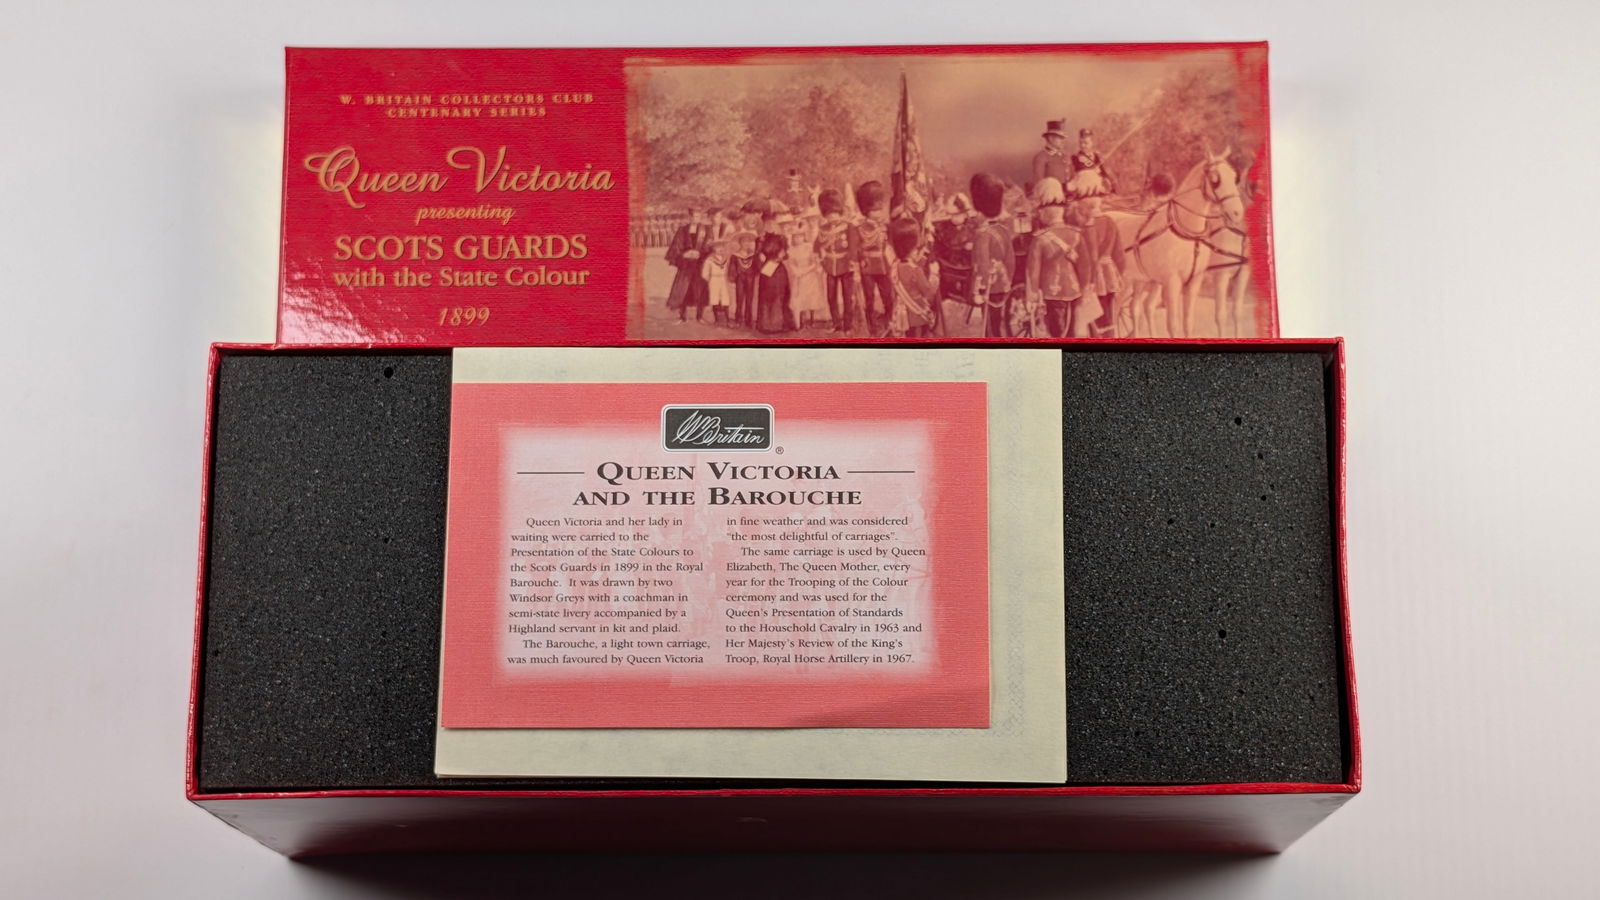 W. BRITAIN COLLECTORS CLUB
CENTENARY SERIES
Queen Victoria
presenting
SCOTS GUARDS
with the State Colour
1899
WBritain ®
QUEEN VICTORIA
AND THE BAROUCHE
Queen Victoria and her lady in
waiting were carried to the
Presentation of the State Colours to
the Scots Guards in 1899 in the Royal
Barouche. It was drawn by two
Windsor Greys with a coachman in
semi-state livery accompanied by a
Highland servant in kit and plaid.
The Barouche, a light town carriage,
was much favoured by Queen Victoria
in fine weather and was considered
“the most delightful of carriages”.
The same carriage is used by Queen
Elizabeth, The Queen Mother, every
year for the Trooping of the Colour
ceremony and was used for the
Queen's Presentation of Standards
to the Household Cavalry in 1963 and
Her Majesty's Review of the King's
Troop, Royal Horse Artillery in 1967.